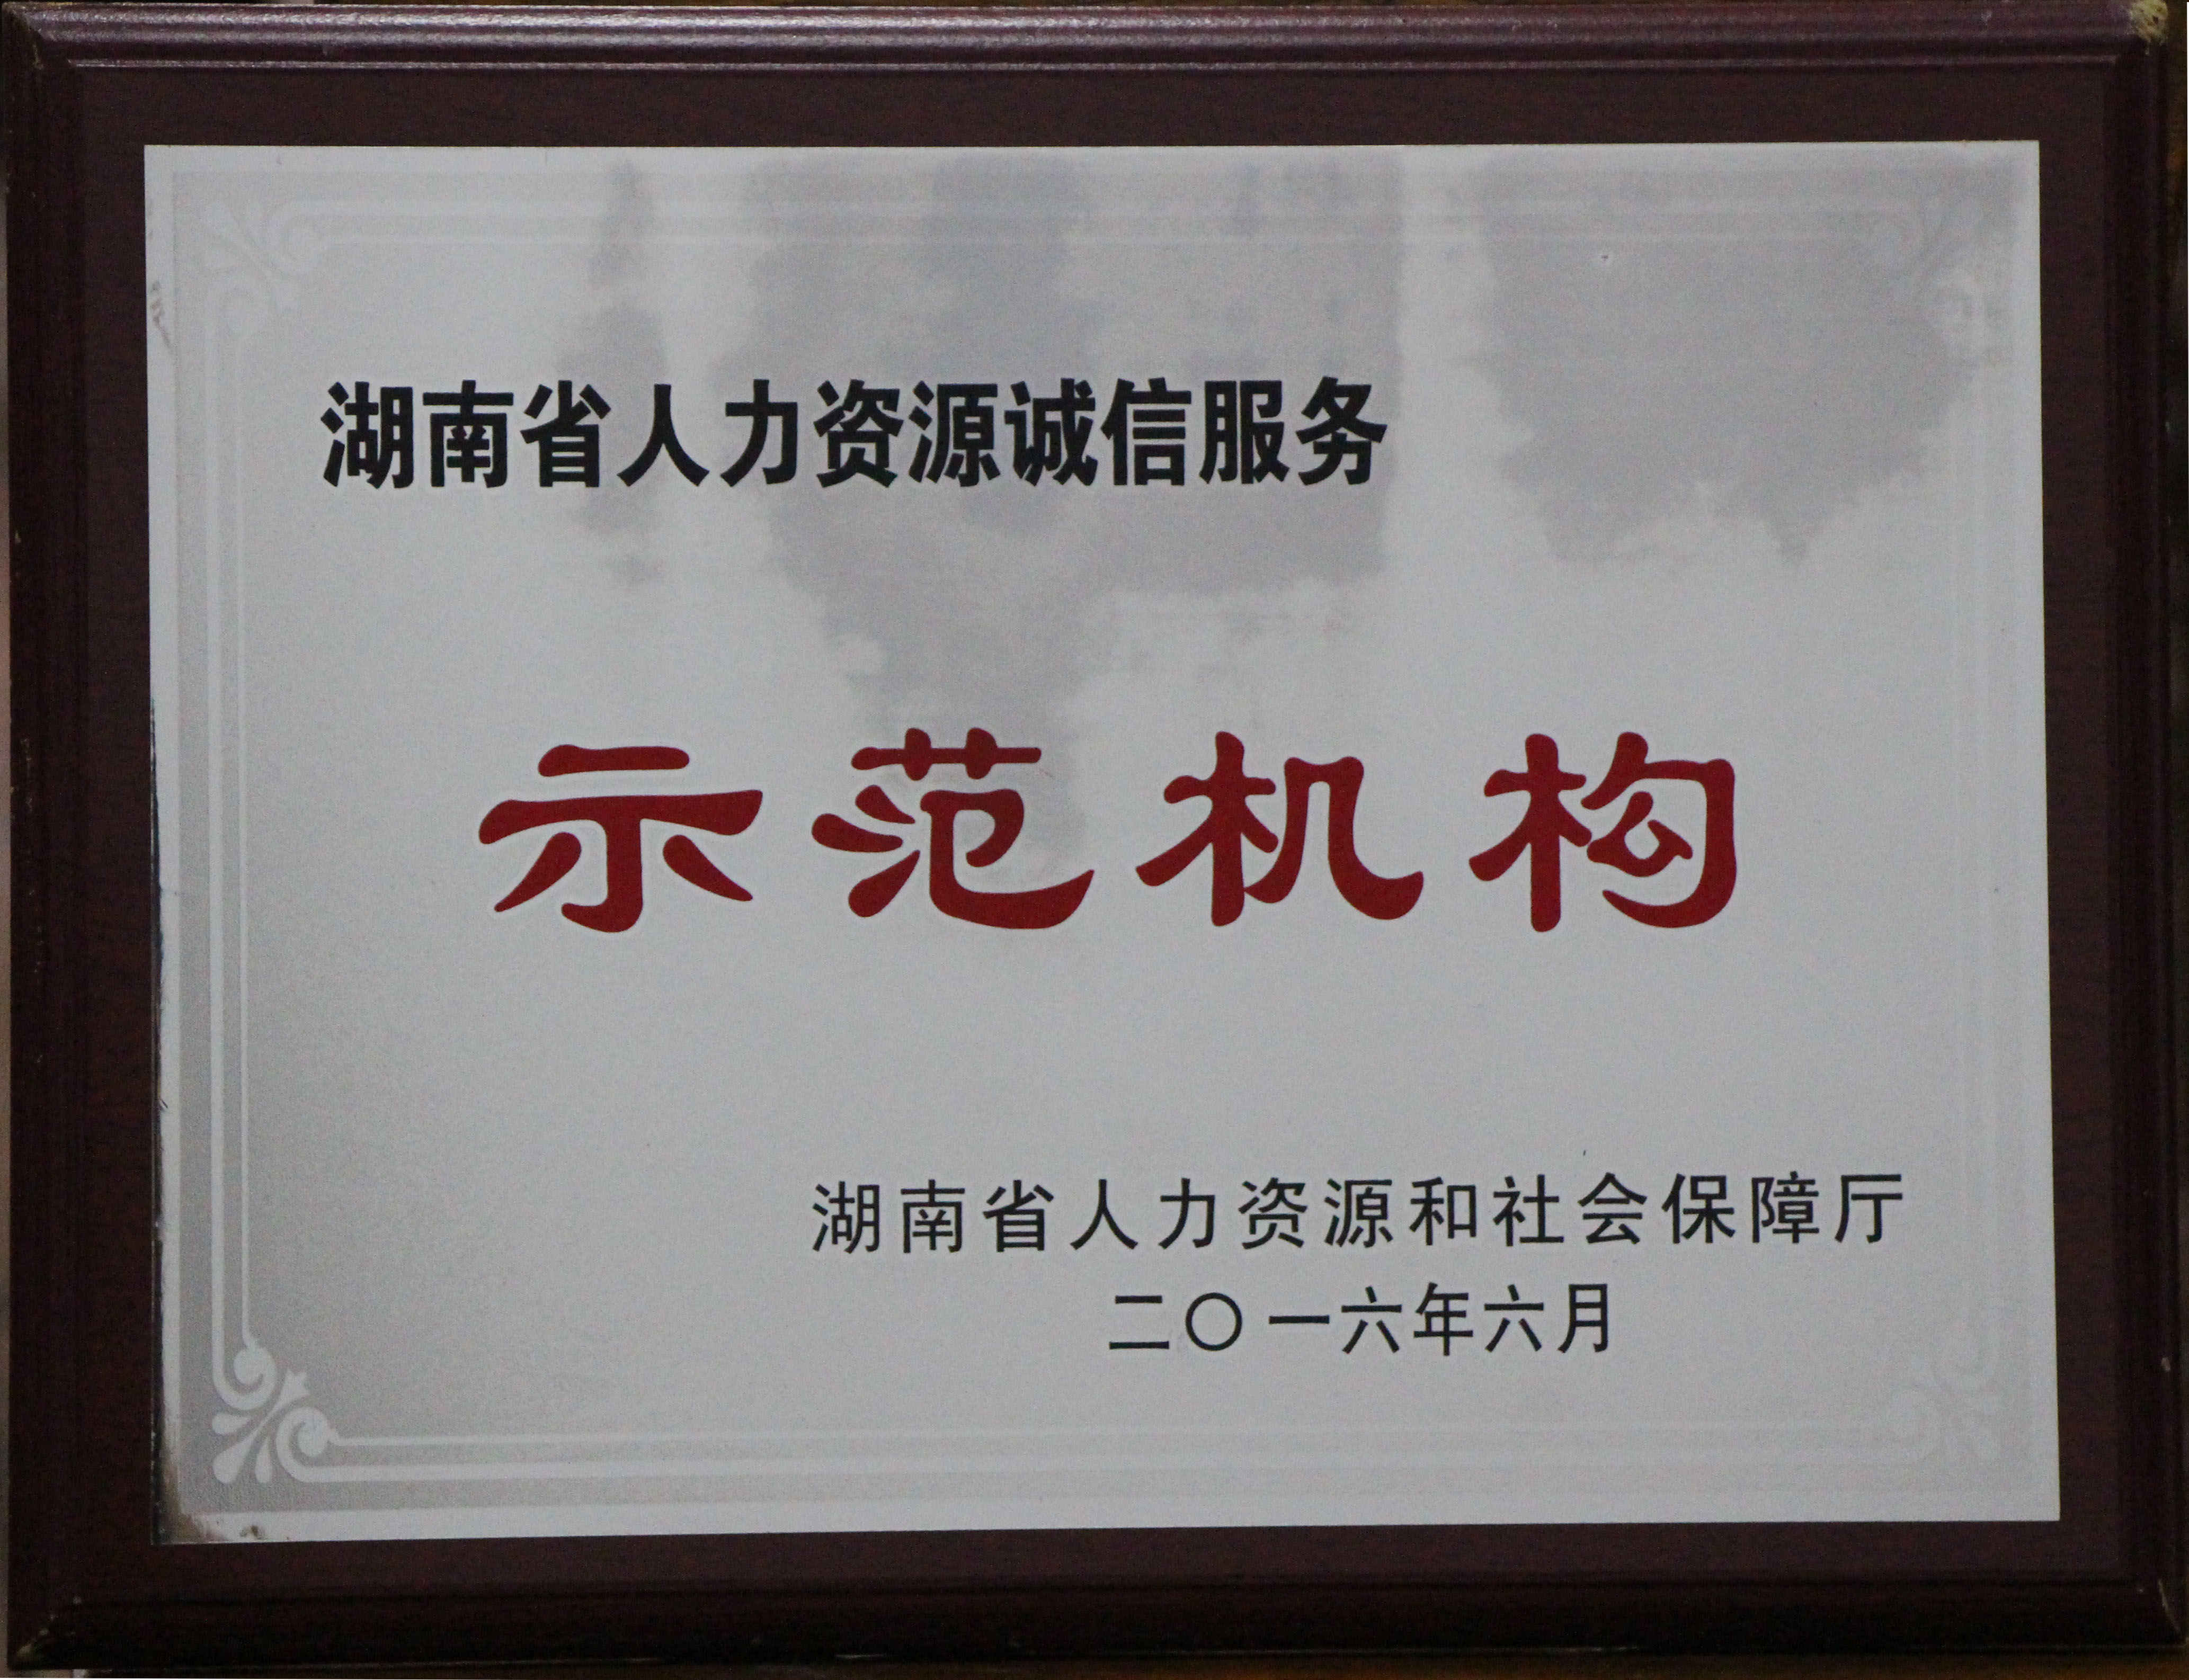 湖南省人力资源诚信服务
示范机构
湖南省人力资源和社会保障厅
二〇一六年六月